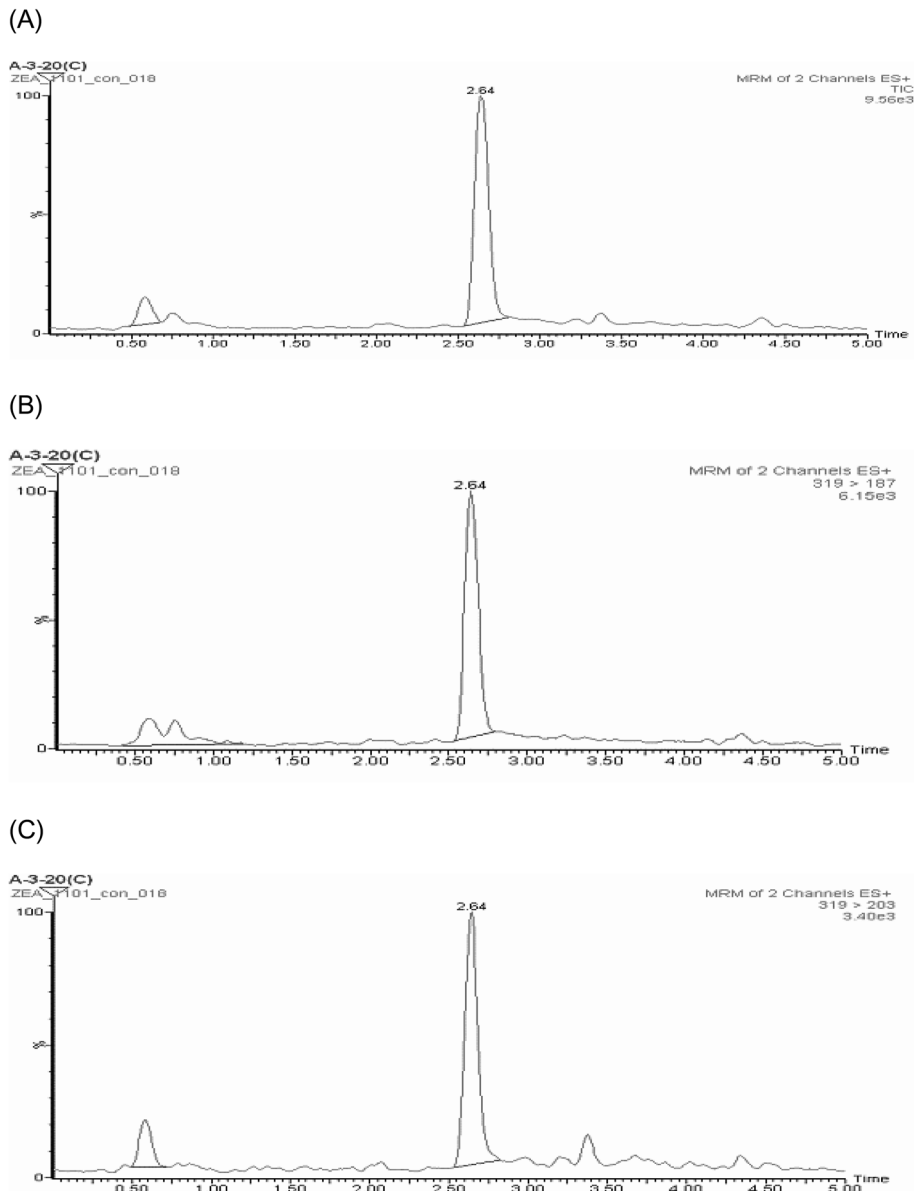 (A)
A-3-20(C)
ZEA_1101_con_018
MRM of 2 Channels ES+
TIC
9.56e3
100
2.64
%
0
0.50 1.00 1.50 2.00 2.50 3.00 3.50 4.00 4.50 5.00 Time
(B)
A-3-20(C)
ZEA_1101_con_018
MRM of 2 Channels ES+
319 > 187
6.15e3
100
2.64
%
0
0.50 1.00 1.50 2.00 2.50 3.00 3.50 4.00 4.50 5.00 Time
(C)
A-3-20(C)
ZEA_1101_con_018
MRM of 2 Channels ES+
319 > 203
3.40e3
100
2.64
%
0
0.50 1.00 1.50 2.00 2.50 3.00 3.50 4.00 4.50 5.00 Time